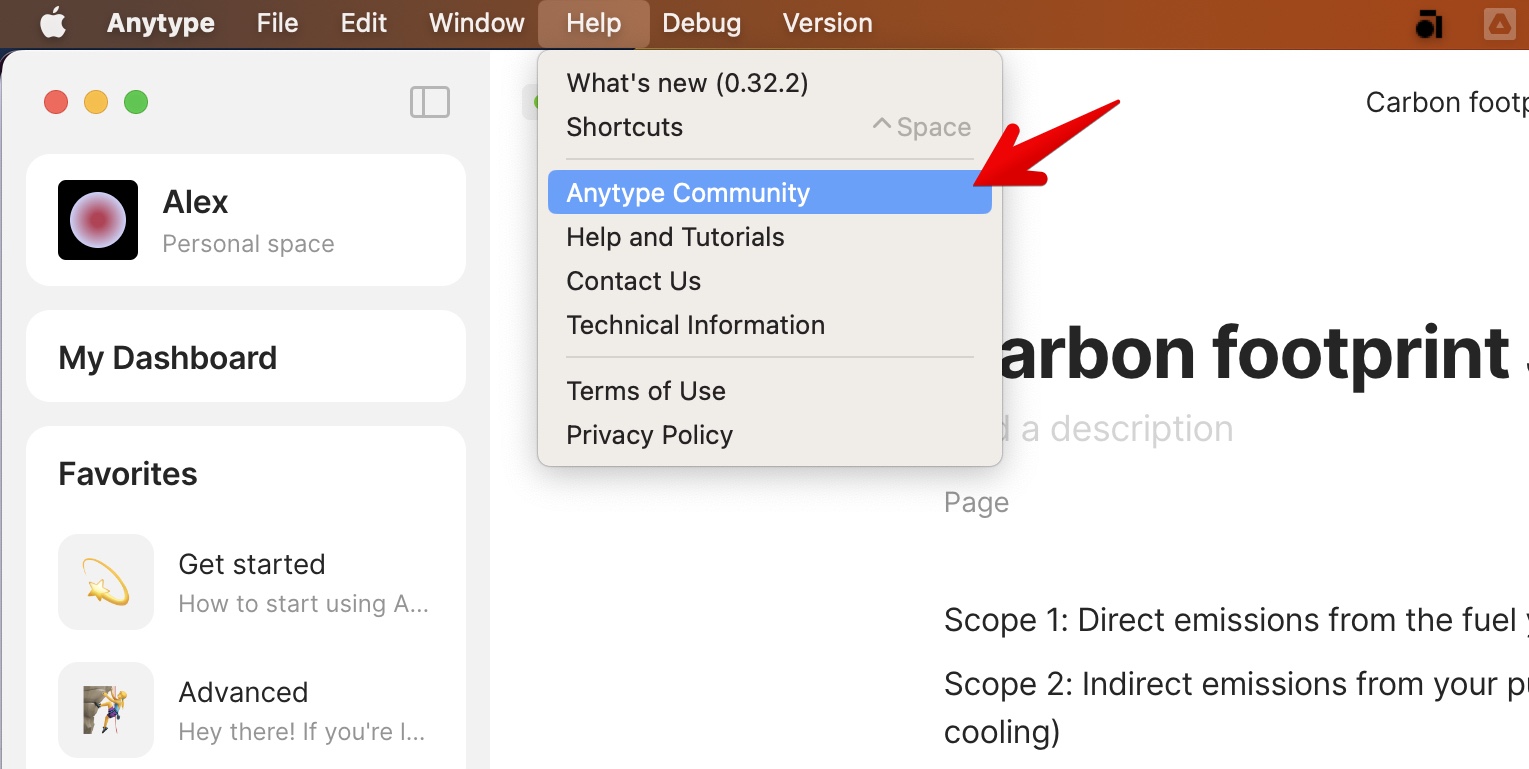 Anytype File Edit Window Help Debug Version
What's new (0.32.2)
Shortcuts ^ Space
Anytype Community
Help and Tutorials
Contact Us
Technical Information
Terms of Use
Privacy Policy
Alex
Personal space
My Dashboard
Favorites
Get started
How to start using A...
Advanced
Hey there! If you're I...
Carbon
footprint
a description
Page
Scope 1: Direct emissions from the fuel
Scope 2: Indirect emissions from your
cooling)